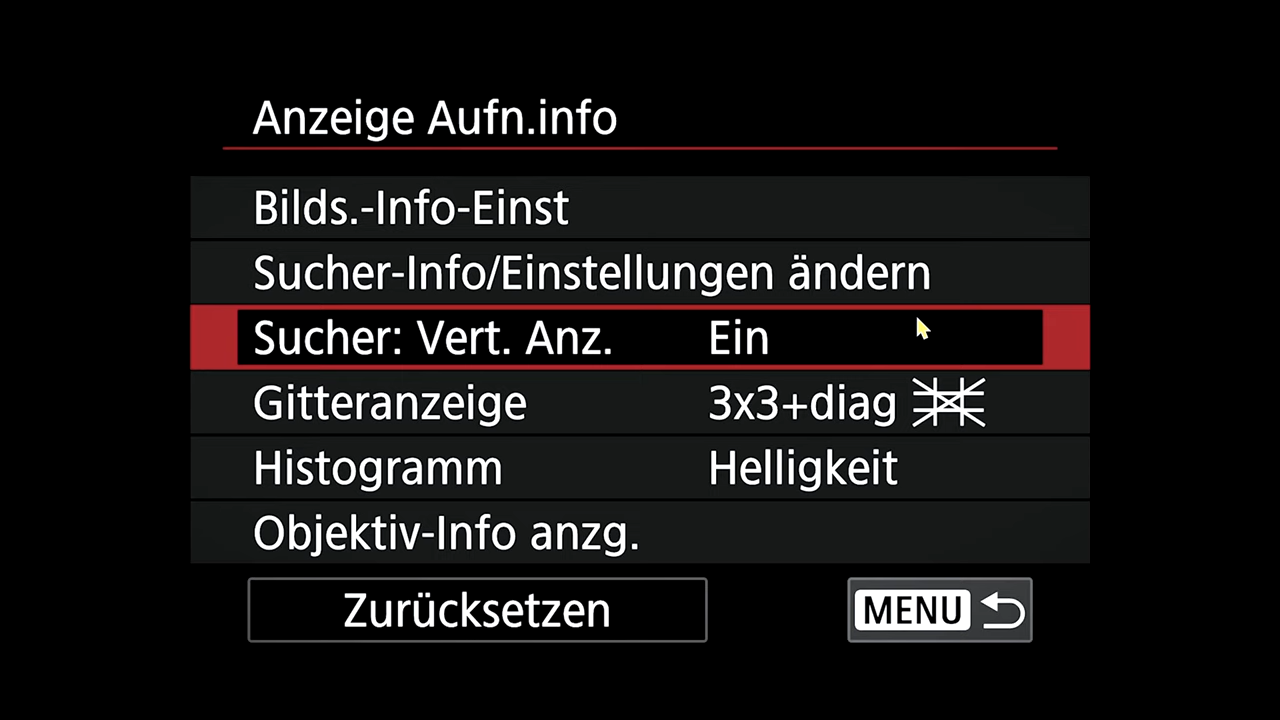 Anzeige Aufn.info
Bilds.-Info-Einst
Sucher-Info/Einstellungen ändern
Sucher: Vert. Anz. Ein
Gitteranzeige 3x3+diag
Histogramm Helligkeit
Objektiv-Info anzg.
Zurücksetzen MENU